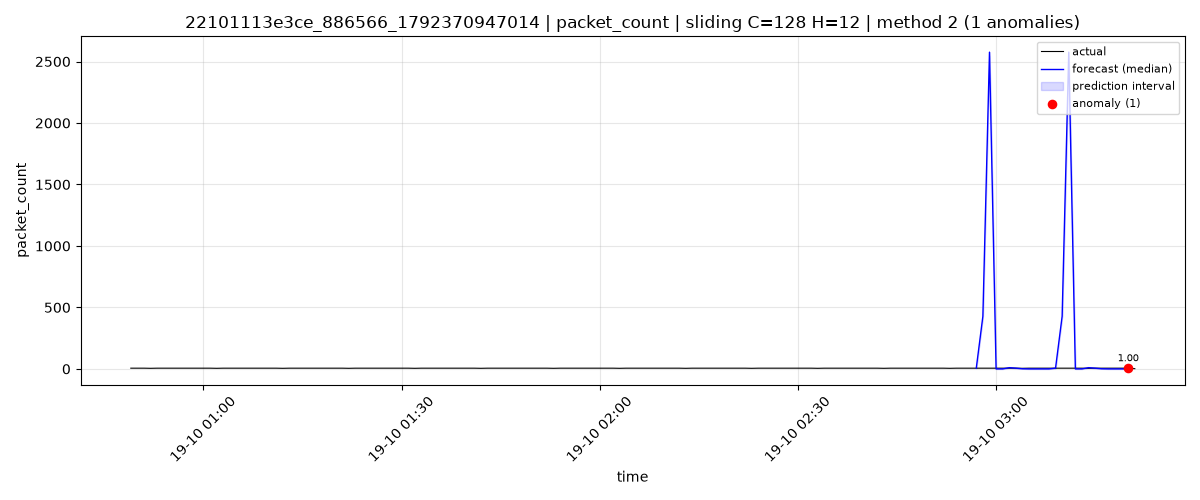 22101113e3ce_886566_1792370947014 | packet_count | sliding C=128 H=12 | method 2 (1 anomalies)
actual
forecast (median)
prediction interval
anomaly (1)
packet_count
2500
2000
1500
1000
500
0
1.00
19-10 01:00
19-10 01:30
19-10 02:00
19-10 02:30
19-10 03:00
time